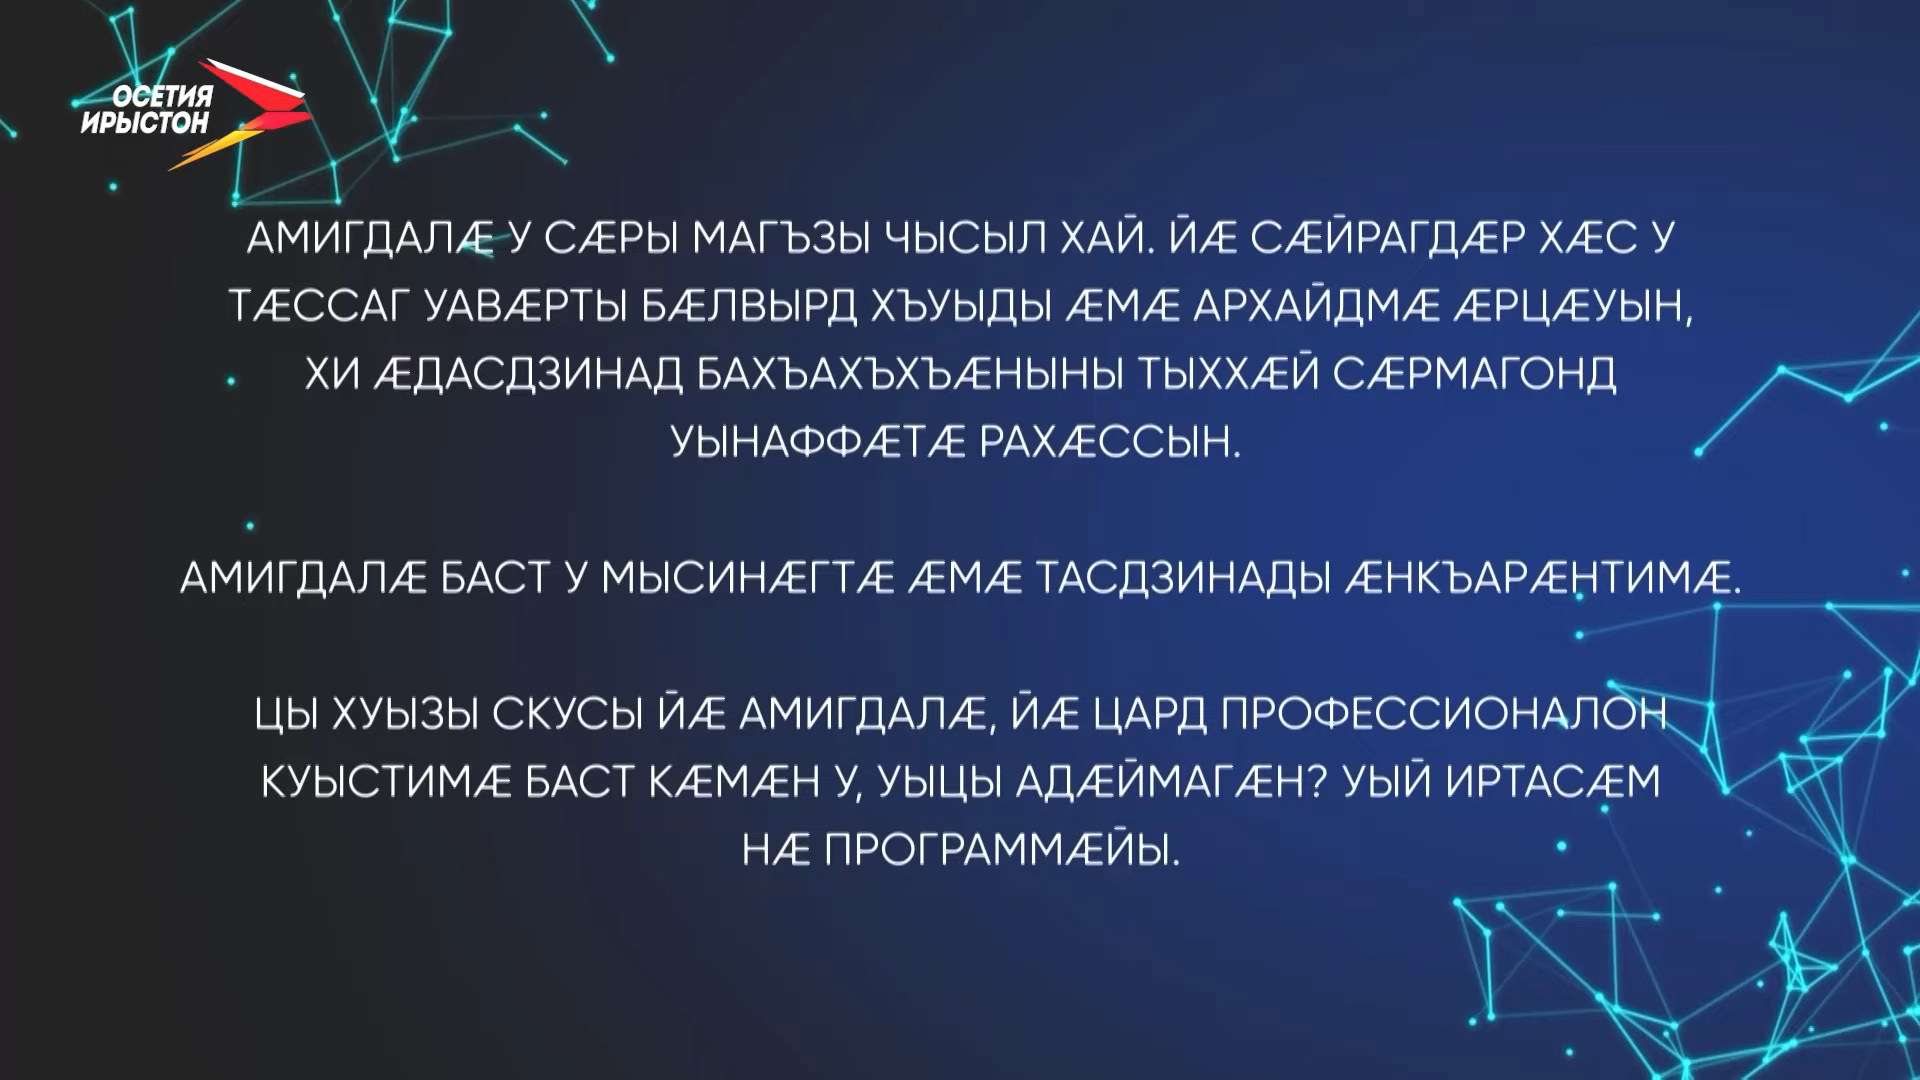 ОСЕТИЯ
ИРЫСТОН
АМИГДАЛÆ У СÆРЫ МАГЪЗЫ ЧЫСЫЛ ХАЙ. ЙÆ СÆЙРАГДÆР ХÆС У
ТÆССАГ УАВÆРТЫ БÆЛВЫРД ХЪУЫДЫ ÆМÆ АРХАЙДМÆ ÆРЦÆУЫН,
ХИ ÆДАСДЗИНАД БАХЪАХЪХЪÆНЫНЫ ТЫХХÆЙ СÆРМАГОНД
УЫНАФФÆТÆ РАХÆССЫН.
АМИГДАЛÆ БАСТ У МЫСИНÆГТÆ ÆМÆ ТАСДЗИНАДЫ ÆНКЪАРÆНТИМÆ.
ЦЫ ХУЫЗЫ СКУСЫ ЙÆ АМИГДАЛÆ, ЙÆ ЦАРД ПРОФЕССИОНАЛОН
КУЫСТИМÆ БАСТ КÆМÆН У, УЫЦЫ АДÆЙМАГÆН? УЫЙ ИРТАСÆМ
НÆ ПРОГРАММÆЙЫ.